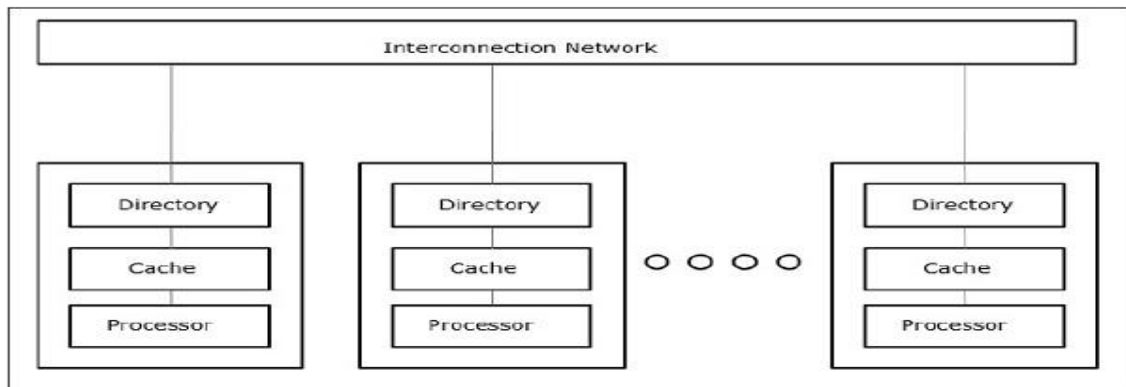 Interconnection Network
Directory
Directory
Directory
Cache
Cache
Cache
Processor
Processor
Processor